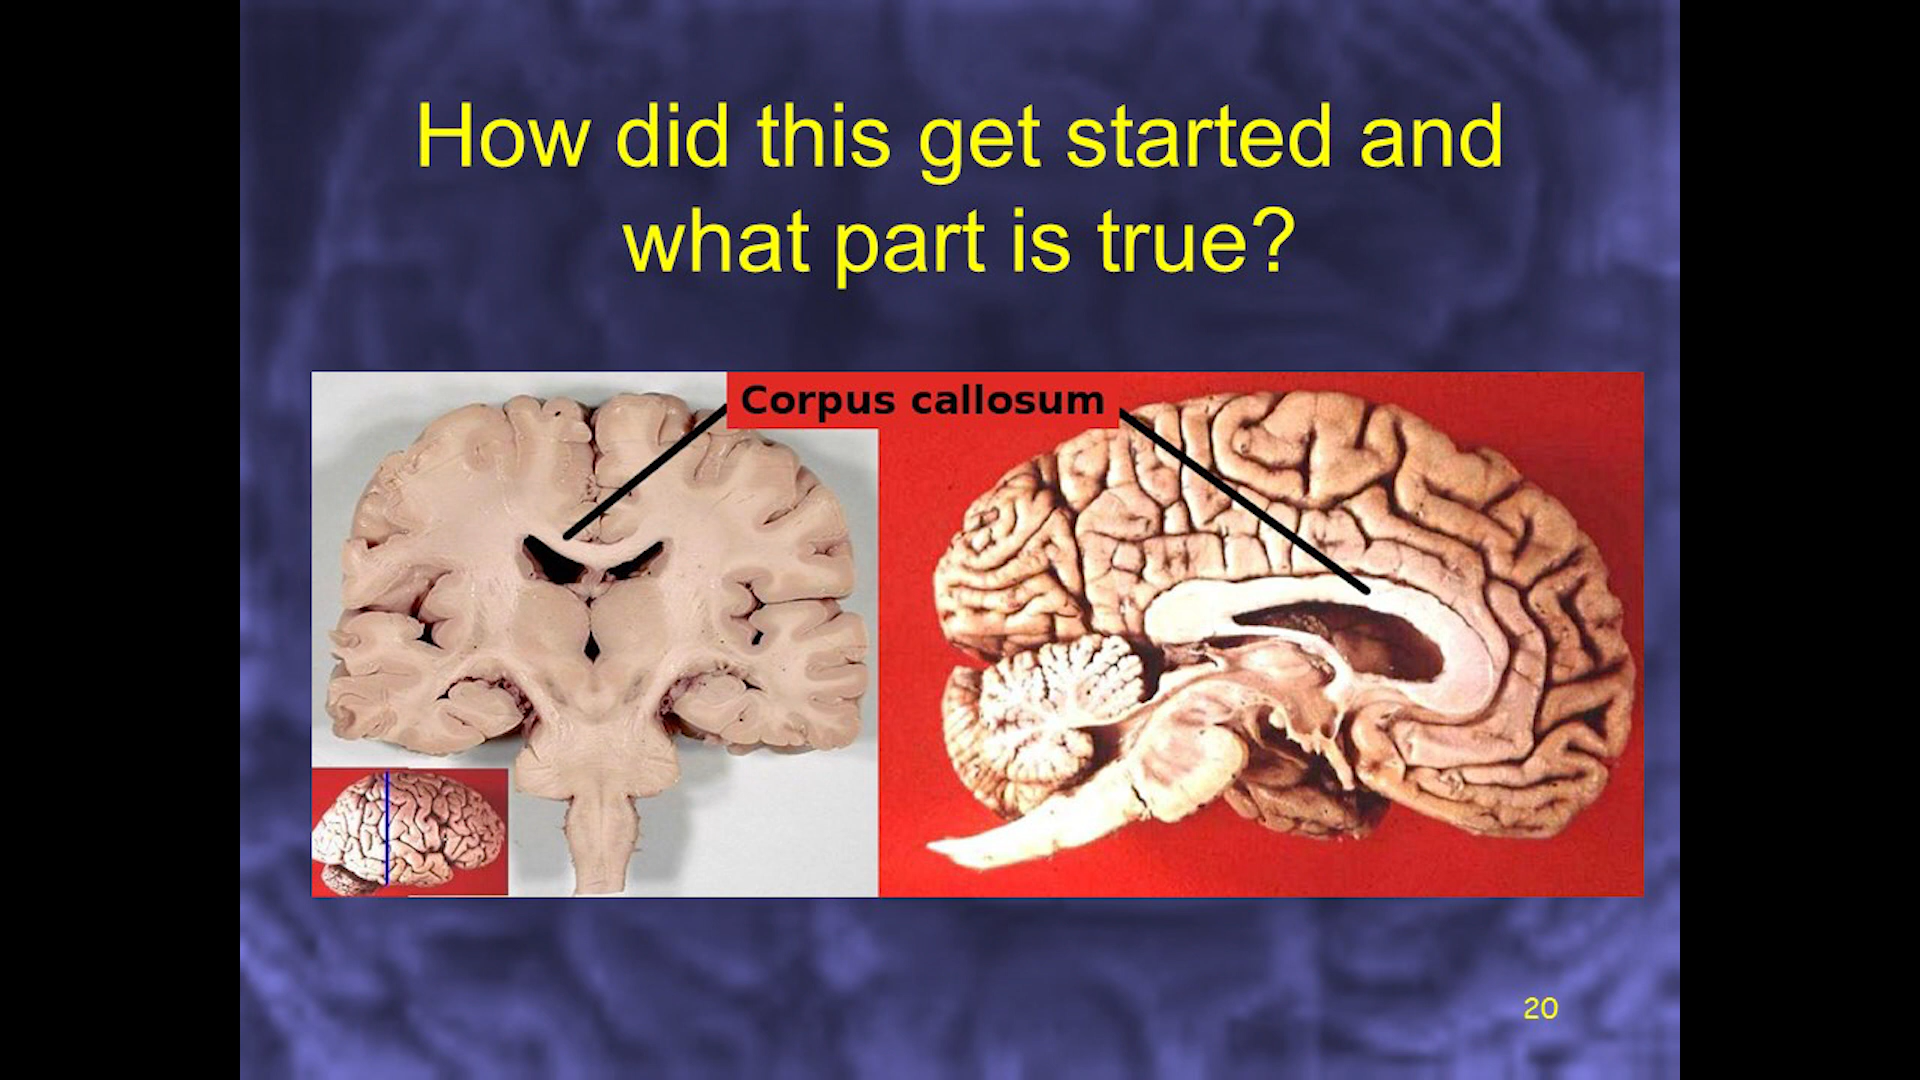 How did this get started and
what part is true?
Corpus callosum
20